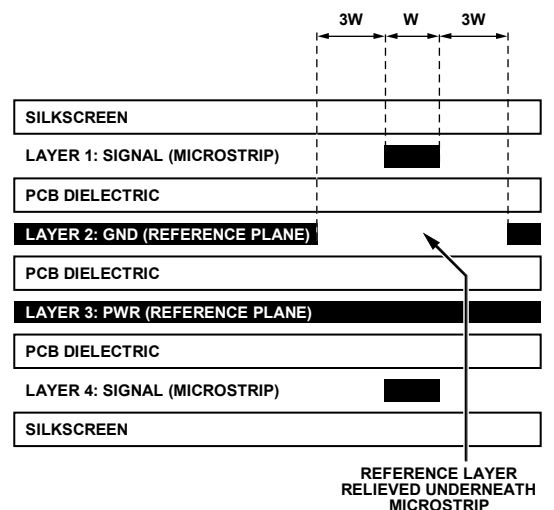 3W W 3W
SILKSCREEN
LAYER 1: SIGNAL (MICROSTRIP)
PCB DIELECTRIC
LAYER 2: GND (REFERENCE PLANE)
PCB DIELECTRIC
LAYER 3: PWR (REFERENCE PLANE)
PCB DIELECTRIC
LAYER 4: SIGNAL (MICROSTRIP)
SILKSCREEN
REFERENCE LAYER
RELIEVED UNDERNEATH
MICROSTRIP